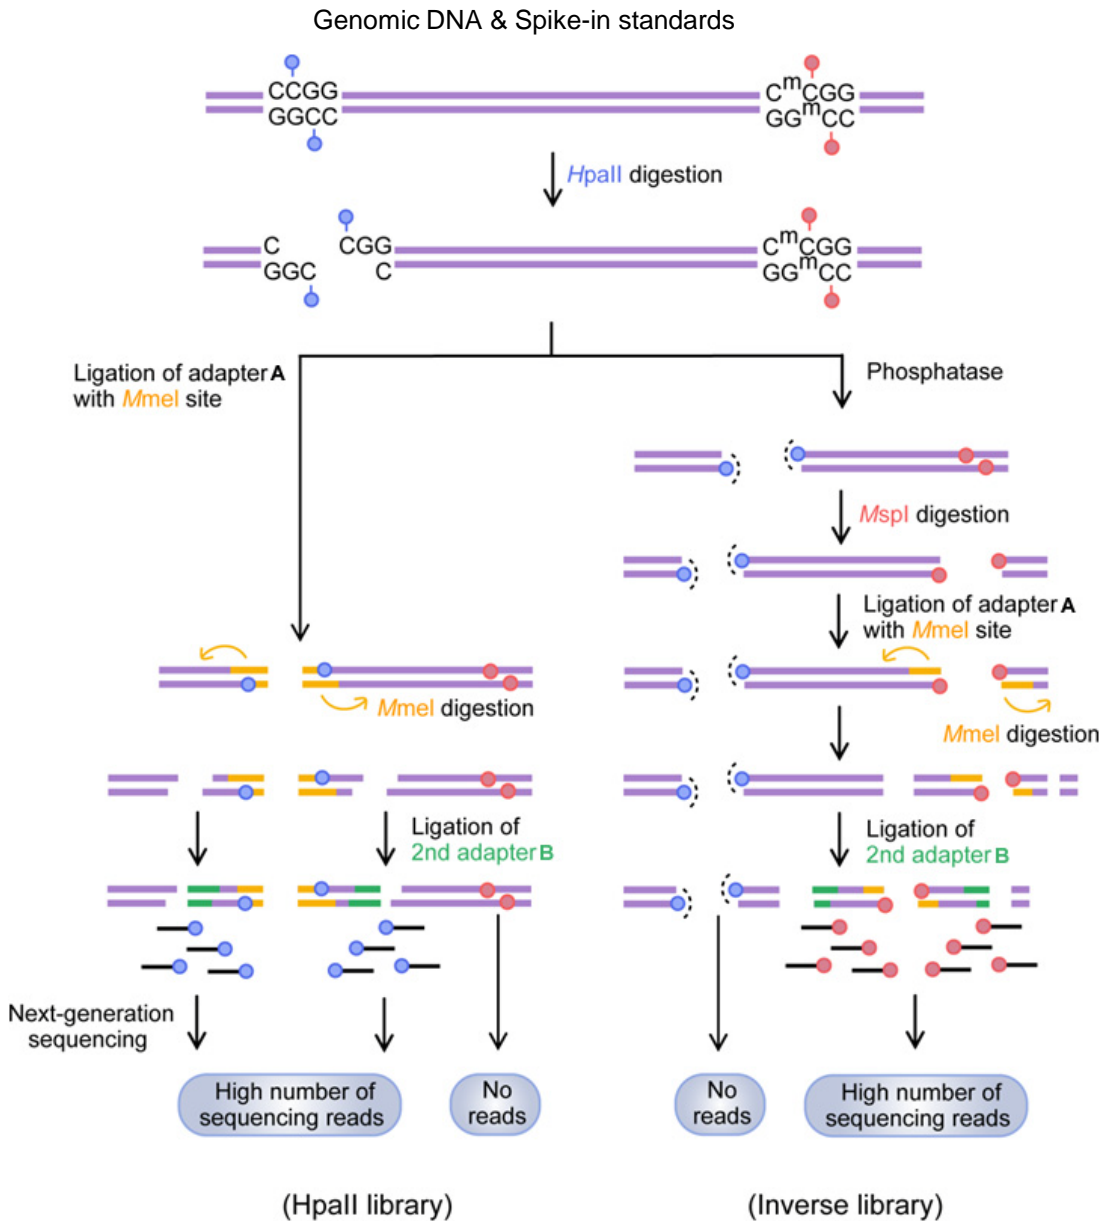 Genomic DNA & Spike-in standards
CCGG
GGCC
CmCGG
GGmCC
HpaII digestion
C
GGC
CGG
C
CmCGG
GGmCC
Ligation of adapter A
with MmeI site
Phosphatase
MspI digestion
Ligation of adapter A
with MmeI site
MmeI digestion
MmeI digestion
Ligation of
2nd adapter B
Ligation of
2nd adapter B
Next-generation
sequencing
High number of
sequencing reads
No
reads
No
reads
High number of
sequencing reads
(HpaII library)
(Inverse library)